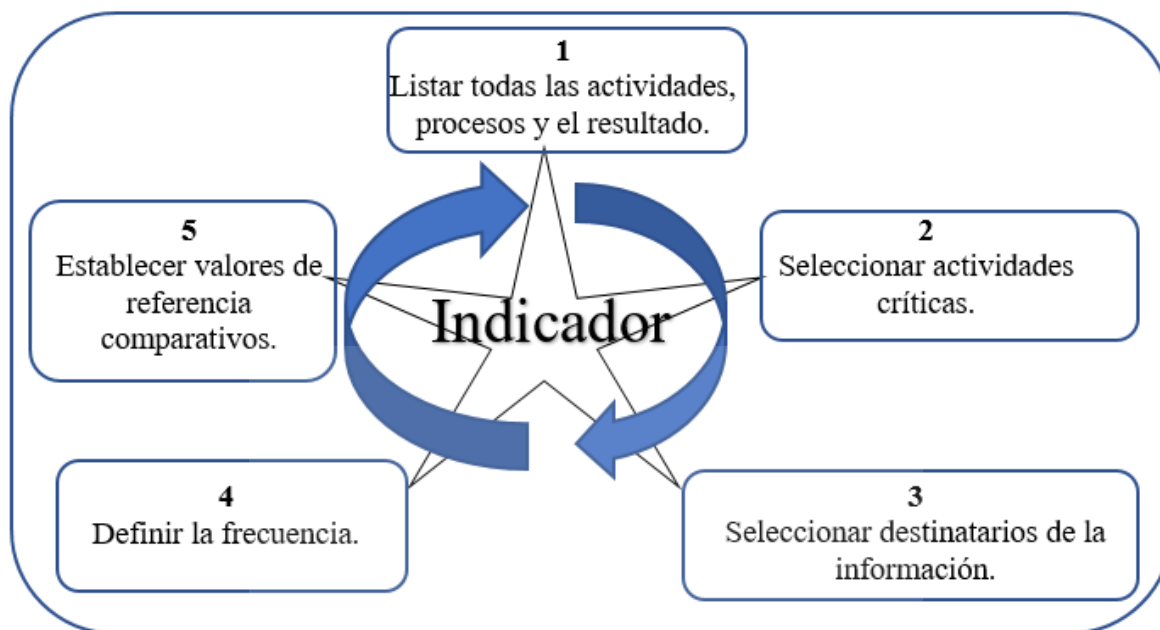 1
Listar todas las actividades,
procesos y el resultado.
5
Establecer valores de
referencia
comparativos.
2
Seleccionar actividades
críticas.
Indicador
4
Definir la frecuencia.
3
Seleccionar destinatarios de la
información.